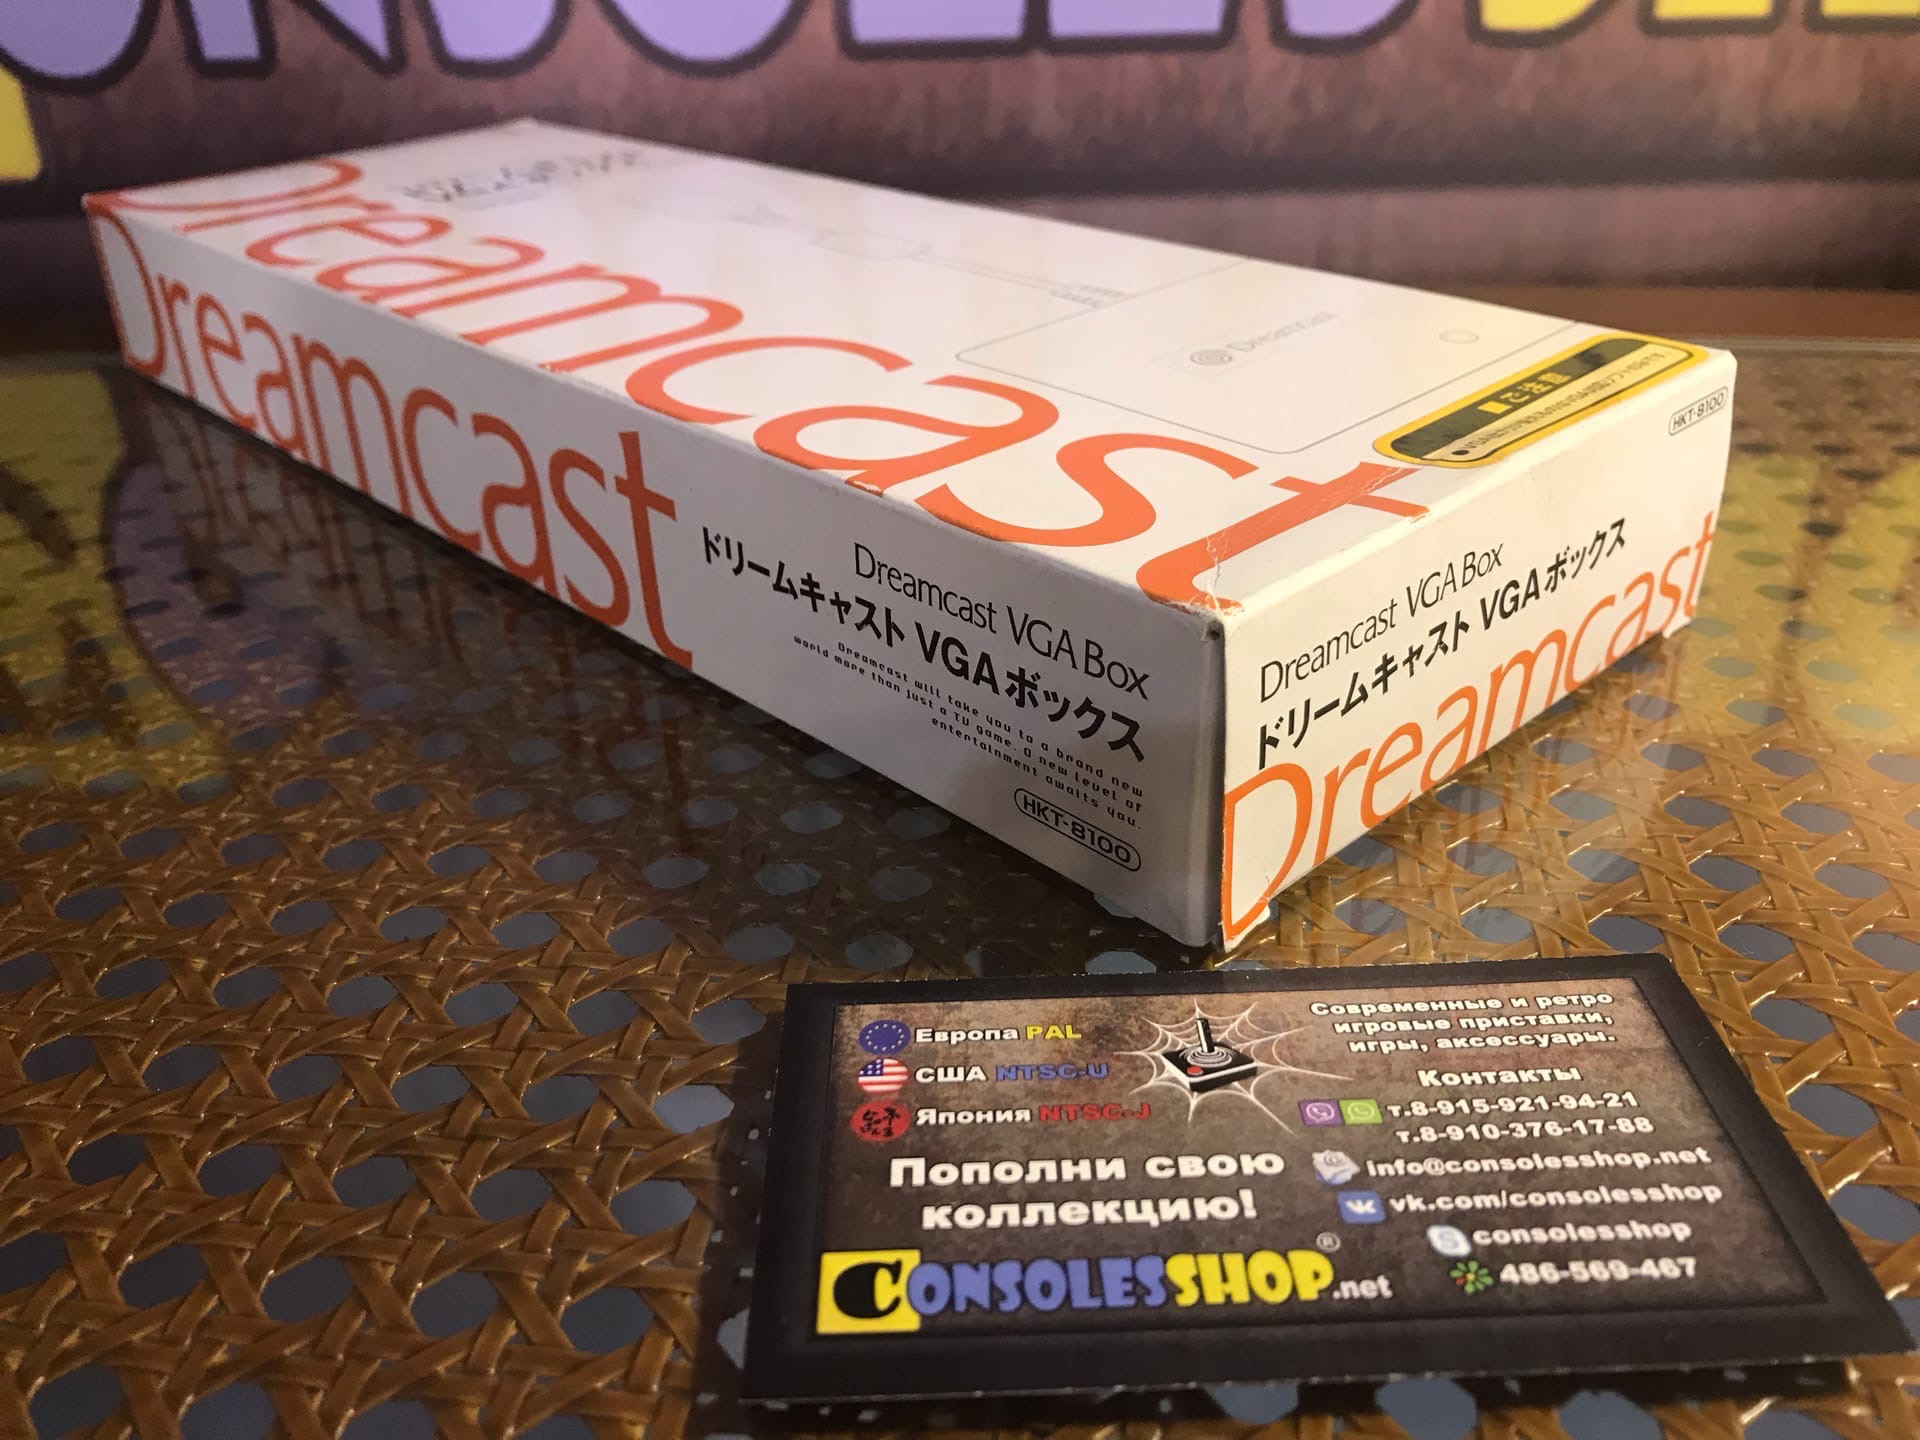 CONSOLESS
Dreamcast
Dreamcast
Dreamcast
Dreamcast VGA Box
ドリームキャスト VGAボックス
Dreamcast will take you to a brand new
world more than just a TV game. a new level of
entertainment awaits you.
HKT-8100
ご注意
HKT-8100
Dreamcast VGA Box
ドリームキャスト VGAボックス
Dreamcast
Европа PAL
США NTSC-U
Япония NTSC-J
Пополни свою
коллекцию!
CONSOLESSHOP.net
®
Современные и ретро
игровые приставки,
игры, аксессуары.
Контакты
т.8-915-921-94-21
т.8-910-376-17-88
info@consolesshop.net
vk.com/consolesshop
consolesshop
486-569-467